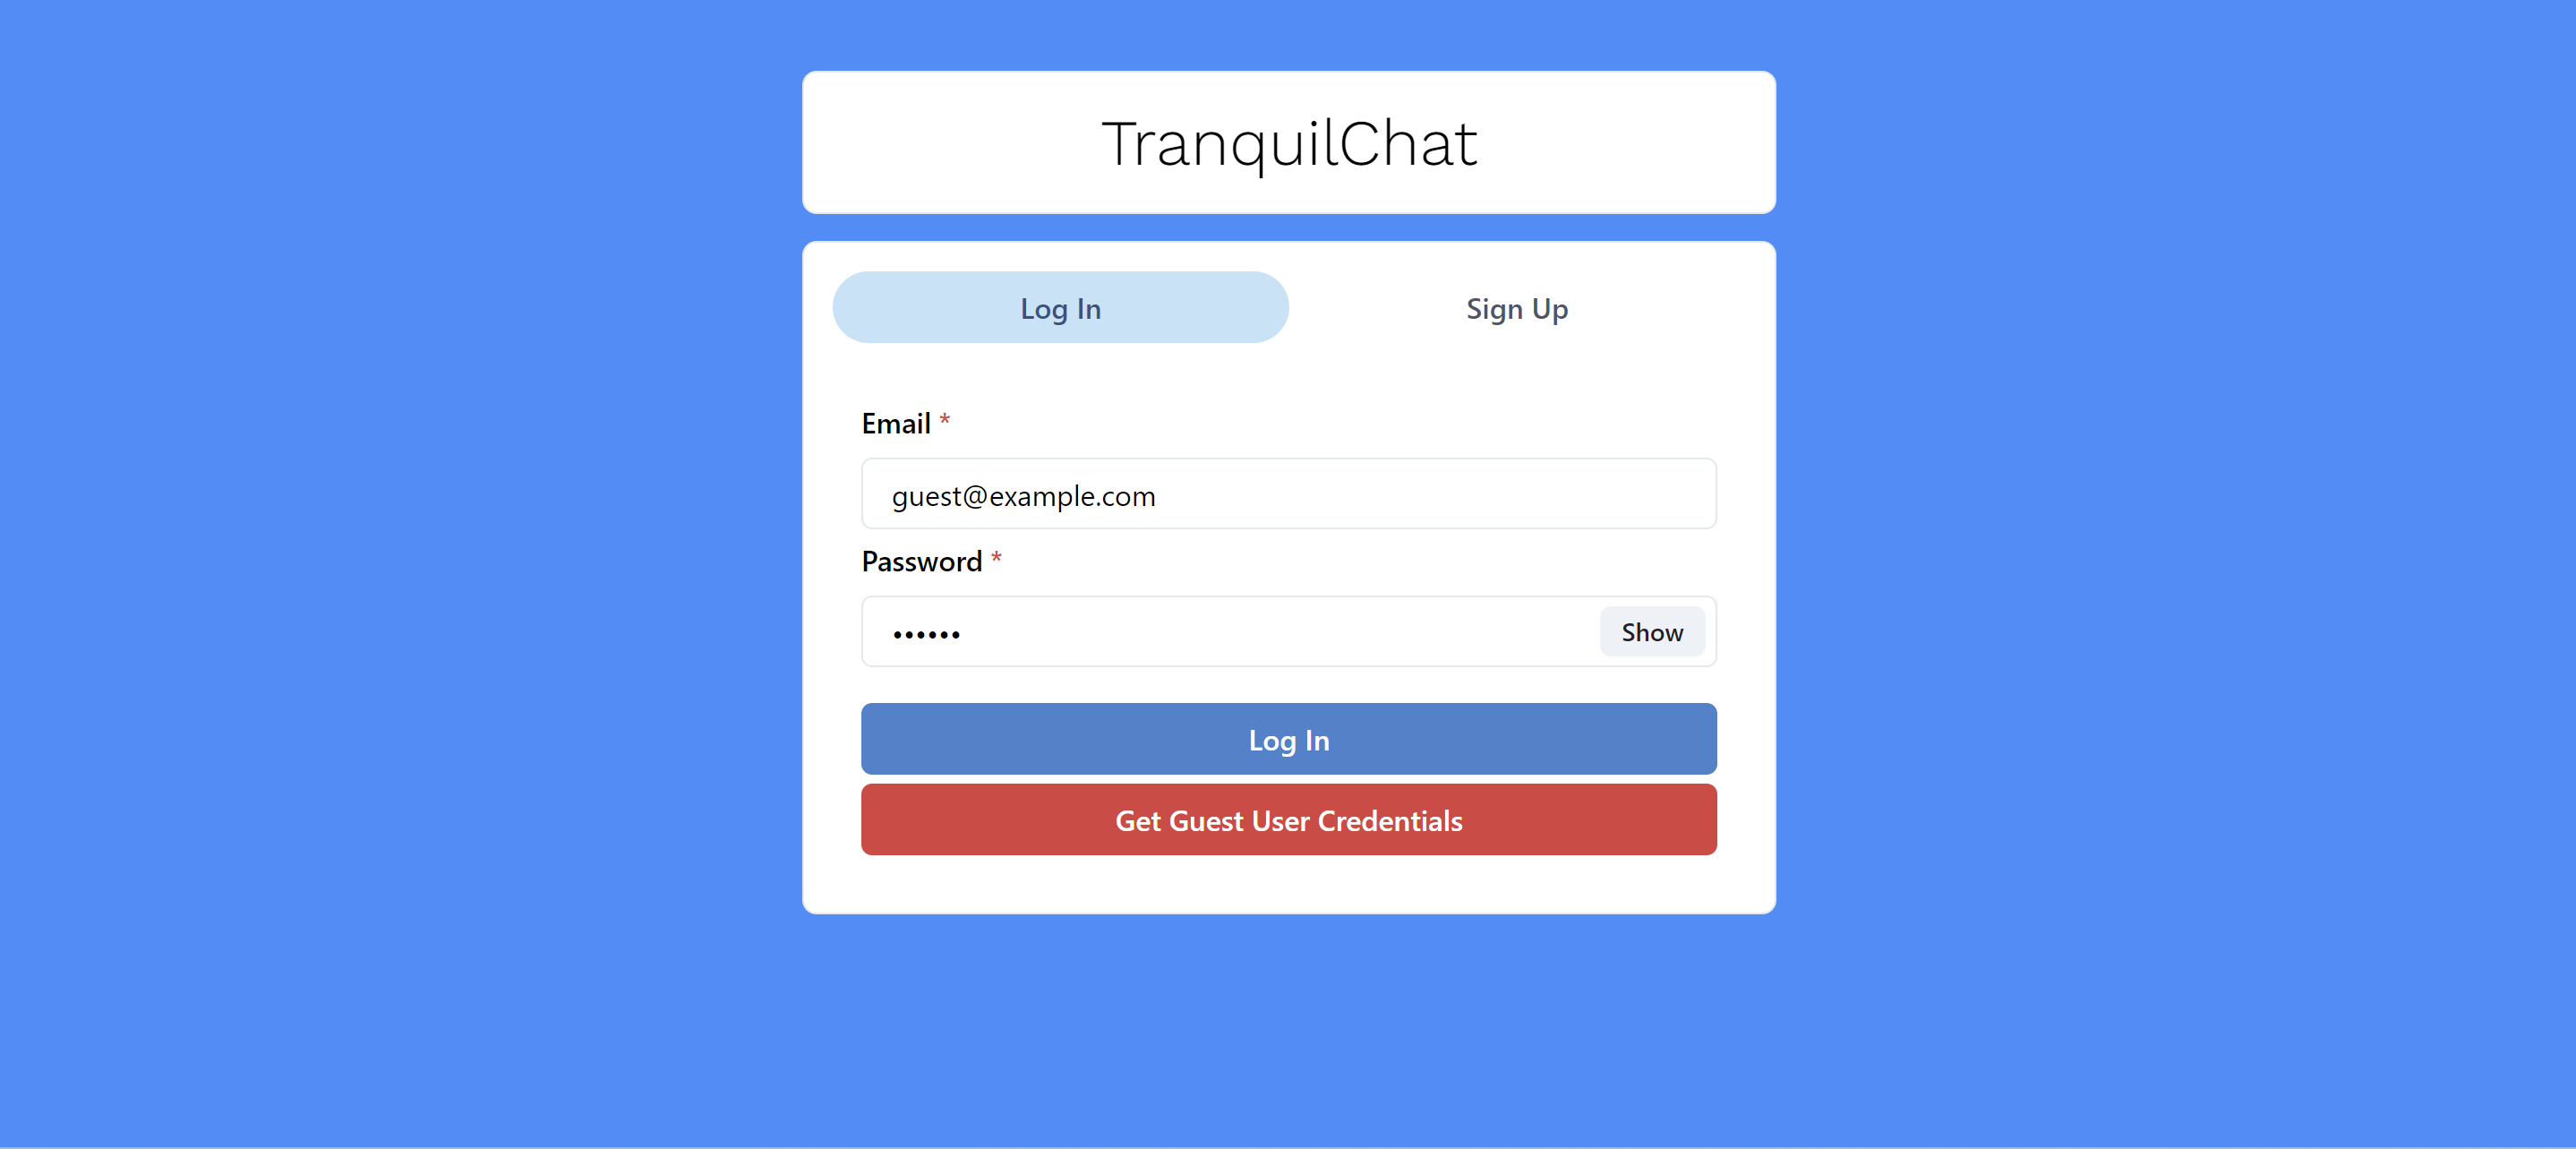 TranquilChat
Log In
Sign Up
Email *
guest@example.com
Password *
••••••
Show
Log In
Get Guest User Credentials